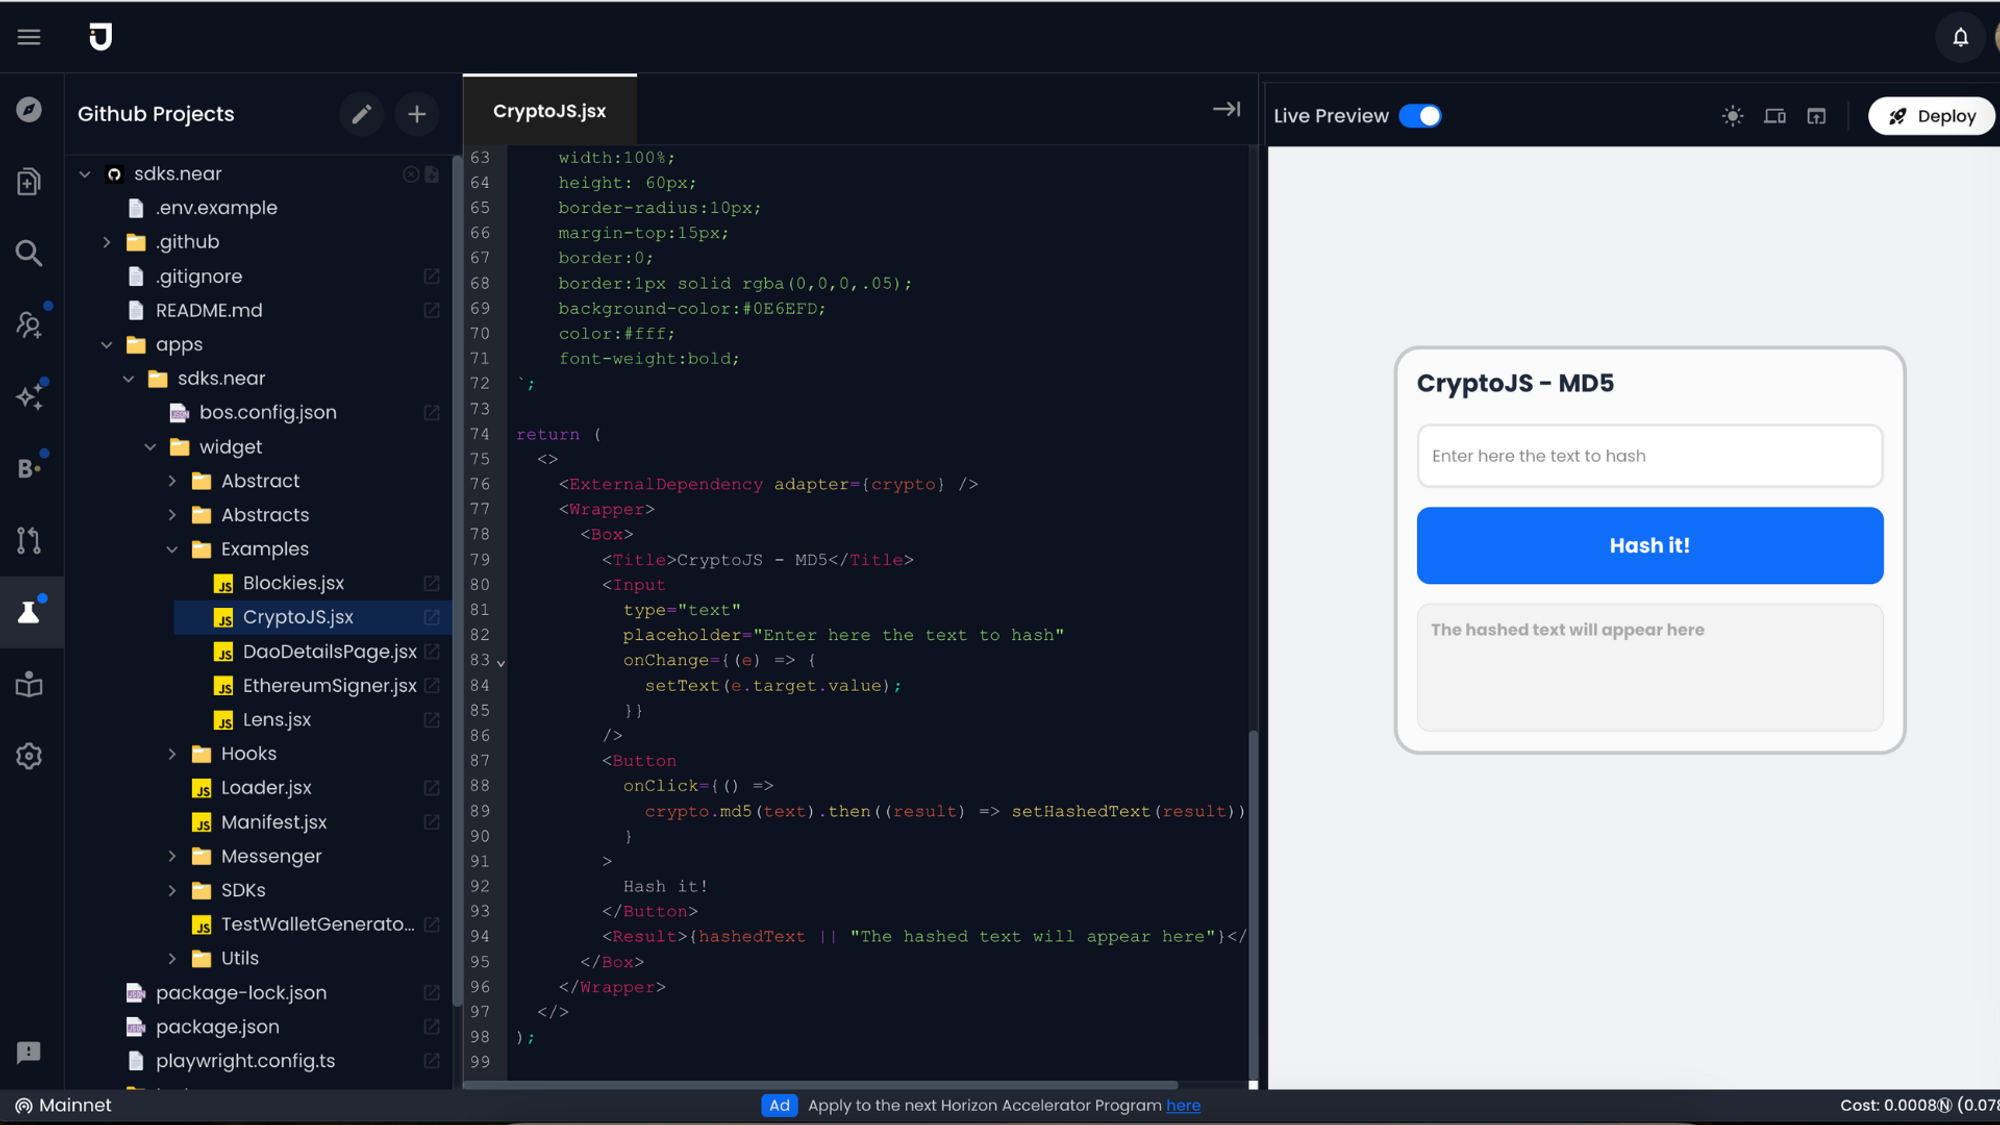 Github Projects
sdks.near
.env.example
.github
.gitignore
README.md
apps
sdks.near
bos.config.json
widget
Abstract
Abstracts
Examples
Blockies.jsx
CryptoJS.jsx
DaoDetailsPage.jsx
EthereumSigner.jsx
Lens.jsx
Hooks
Loader.jsx
Manifest.jsx
Messenger
SDKs
TestWalletGenerato...
Utils
package-lock.json
package.json
playwright.config.ts
CryptoJS.jsx
63 width:100%;
64 height: 60px;
65 border-radius:10px;
66 margin-top:15px;
67 border:0;
68 border:1px solid rgba(0,0,0,.05);
69 background-color:#0E6EFD;
70 color:#fff;
71 font-weight:bold;
72 `;
73
74 return (
75 <>
76 <ExternalDependency adapter={crypto} />
77 <Wrapper>
78 <Box>
79 <Title>CryptoJS - MD5</Title>
80 <Input
81 type="text"
82 placeholder="Enter here the text to hash"
83 onChange={(e) => {
84 setText(e.target.value);
85 }}
86 />
87 <Button
88 onClick={() =>
89 crypto.md5(text).then((result) => setHashedText(result))
90 }
91 >
92 Hash it!
93 </Button>
94 <Result>{hashedText || "The hashed text will appear here"}</
95 </Box>
96 </Wrapper>
97 </>
98 );
99
Live Preview
Deploy
CryptoJS - MD5
Enter here the text to hash
Hash it!
The hashed text will appear here
Mainnet
Ad Apply to the next Horizon Accelerator Program here
Cost: 0.0008Ⓝ (0.078